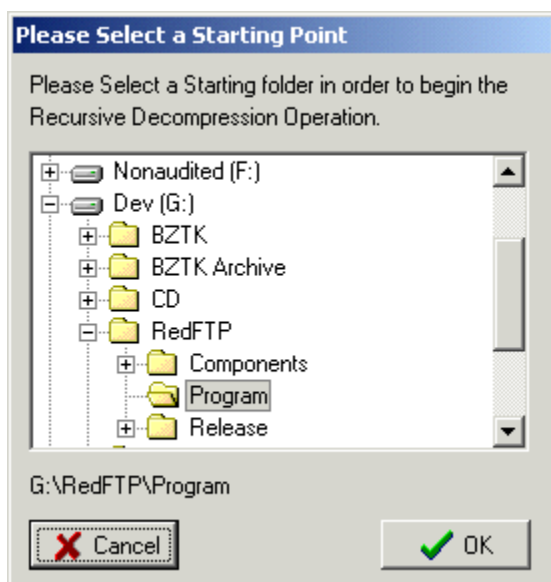 Please Select a Starting Point
Please Select a Starting folder in order to begin the
Recursive Decompression Operation.
Nonaudited (F:)
Dev (G:)
BZTK
BZTK Archive
CD
RedFTP
Components
Program
Release
G:\RedFTP\Program
Cancel OK